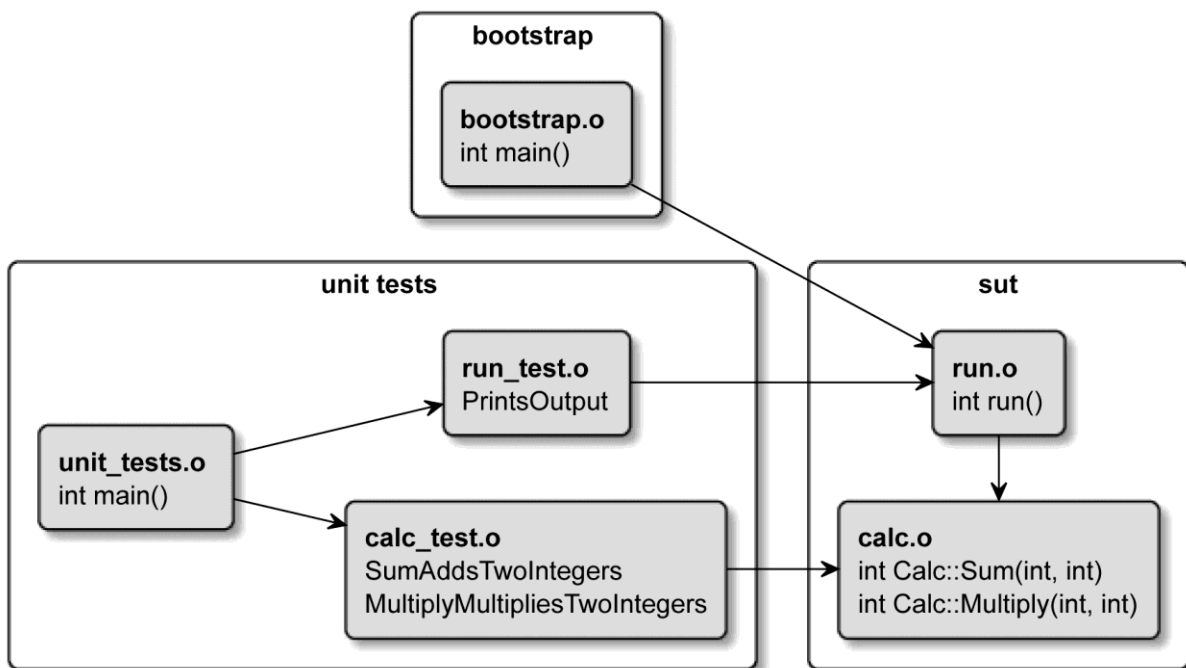 bootstrap
bootstrap.o
int main()
unit tests
run_test.o
PrintsOutput
unit_tests.o
int main()
calc_test.o
SumAddsTwoIntegers
MultiplyMultipliesTwoIntegers
sut
run.o
int run()
calc.o
int Calc::Sum(int, int)
int Calc::Multiply(int, int)